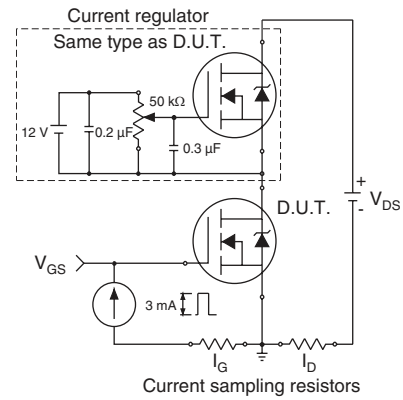 Current regulator
Same type as D.U.T.
50 kΩ
12 V
0.2 µF
0.3 µF
D.U.T.
+
-
V_DS
V_GS
3 mA
I_G
I_D
Current sampling resistors